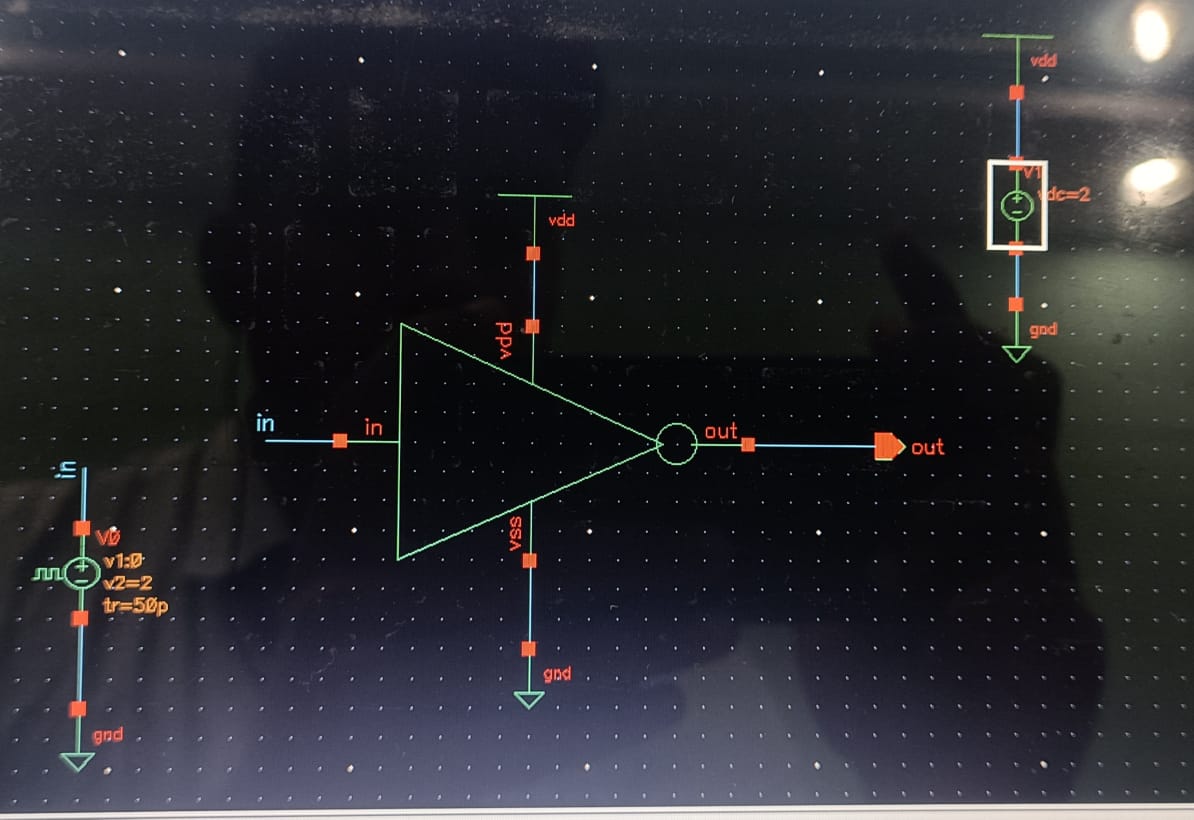 vdd
V1
vdc=2
gnd
vdd
vdd
in
in
out
out
vss
gnd
in
V0
v1:0
v2=2
tr=50p
gnd